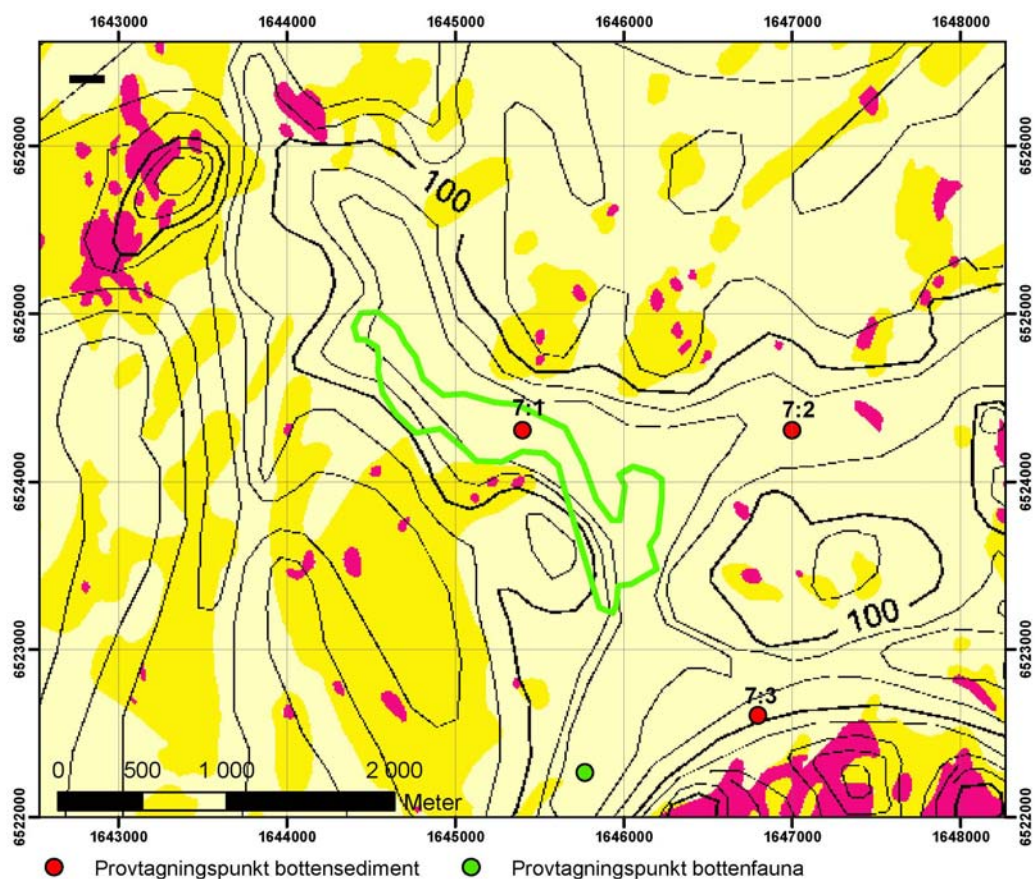 1643000 1644000 1645000 1646000 1647000 1648000
6526000 6526000
100
6525000 6525000
7:1 7:2
6524000 6524000
100
6523000 6523000
7:3
0 500 1 000 2 000
Meter
6522000 6522000
1643000 1644000 1645000 1646000 1647000 1648000
Provtagningspunkt bottensediment Provtagningspunkt bottenfauna